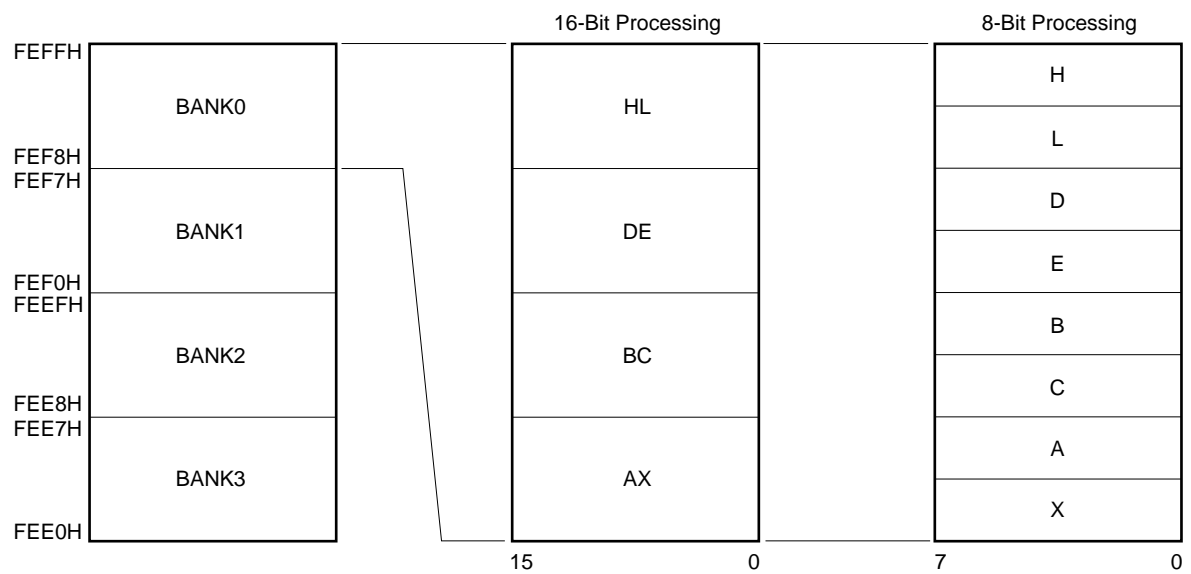 16-Bit Processing
8-Bit Processing
FEFFH
BANK0
HL
H
L
FEF8H
FEF7H
BANK1
DE
D
E
FEF0H
FEEFH
BANK2
BC
B
C
FEE8H
FEE7H
BANK3
AX
A
X
FEE0H
15
0
7
0